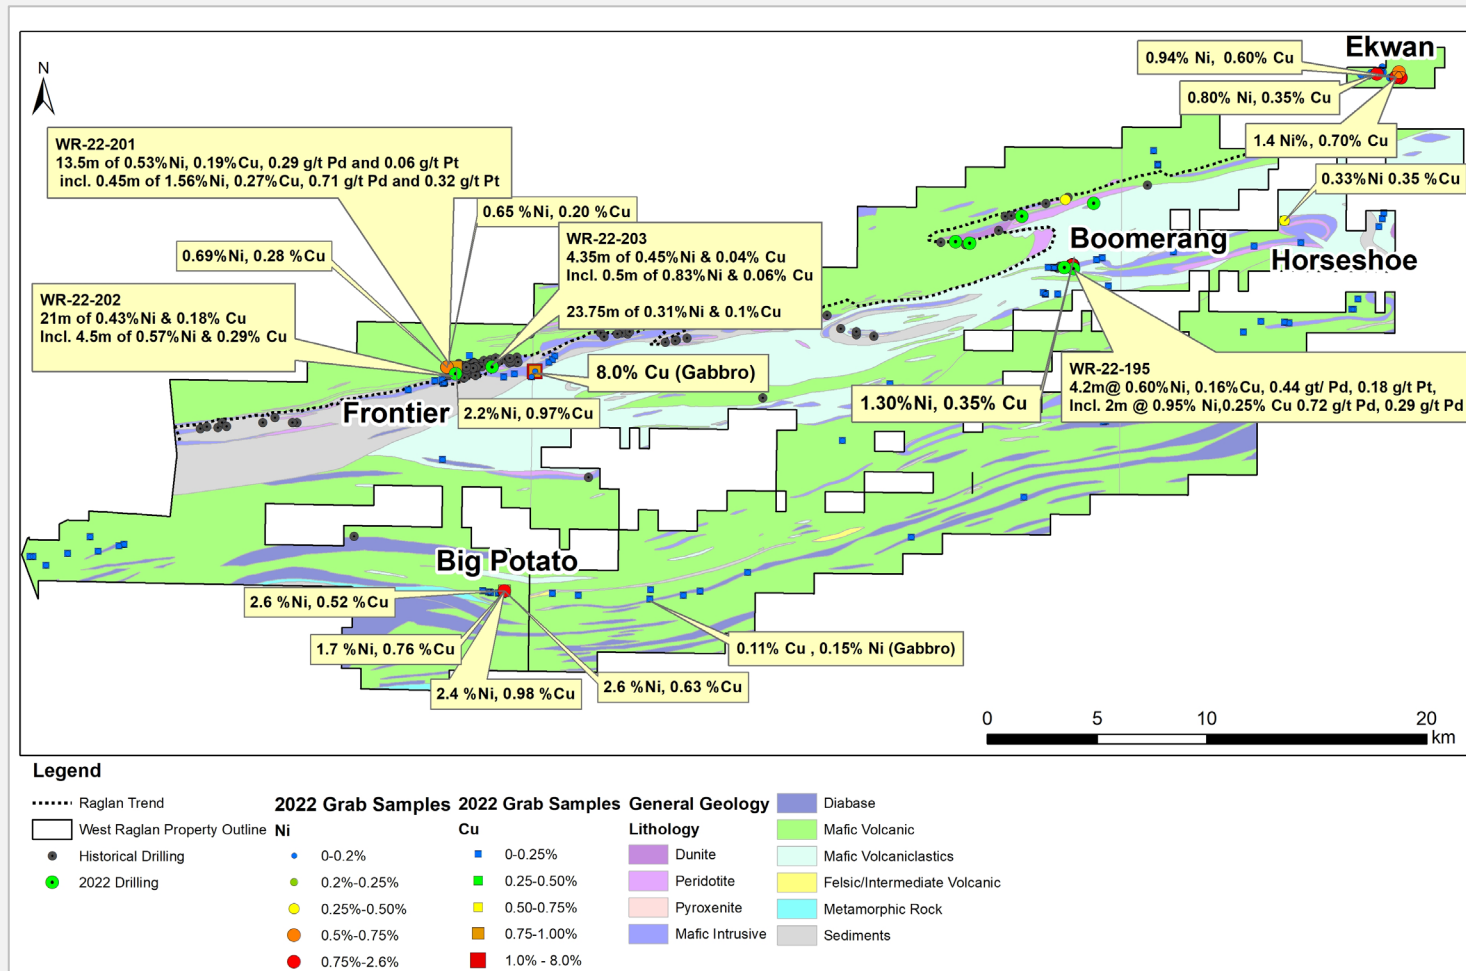 N
Ekwan
0.94% Ni, 0.60% Cu
0.80% Ni, 0.35% Cu
1.4 Ni%, 0.70% Cu
0.33%Ni 0.35 %Cu
WR-22-201
13.5m of 0.53%Ni, 0.19%Cu, 0.29 g/t Pd and 0.06 g/t Pt
incl. 0.45m of 1.56%Ni, 0.27%Cu, 0.71 g/t Pd and 0.32 g/t Pt
0.65 %Ni, 0.20 %Cu
0.69%Ni, 0.28 %Cu
WR-22-203
4.35m of 0.45%Ni & 0.04% Cu
Incl. 0.5m of 0.83%Ni & 0.06% Cu
23.75m of 0.31%Ni & 0.1%Cu
Boomerang
Horseshoe
WR-22-202
21m of 0.43%Ni & 0.18% Cu
Incl. 4.5m of 0.57%Ni & 0.29% Cu
8.0% Cu (Gabbro)
Frontier
2.2%Ni, 0.97%Cu
1.30%Ni, 0.35% Cu
WR-22-195
4.2m@ 0.60%Ni, 0.16%Cu, 0.44 gt/ Pd, 0.18 g/t Pt,
Incl. 2m @ 0.95% Ni,0.25% Cu 0.72 g/t Pd, 0.29 g/t Pd
Big Potato
2.6 %Ni, 0.52 %Cu
1.7 %Ni, 0.76 %Cu
2.4 %Ni, 0.98 %Cu
2.6 %Ni, 0.63 %Cu
0.11% Cu , 0.15% Ni (Gabbro)
0 5 10 20
km
Legend
Raglan Trend
West Raglan Property Outline
Historical Drilling
2022 Drilling
2022 Grab Samples
Ni
0-0.2%
0.2%-0.25%
0.25%-0.50%
0.5%-0.75%
0.75%-2.6%
2022 Grab Samples
Cu
0-0.25%
0.25-0.50%
0.50-0.75%
0.75-1.00%
1.0% - 8.0%
General Geology
Lithology
Dunite
Peridotite
Pyroxenite
Mafic Intrusive
Diabase
Mafic Volcanic
Mafic Volcaniclastics
Felsic/Intermediate Volcanic
Metamorphic Rock
Sediments